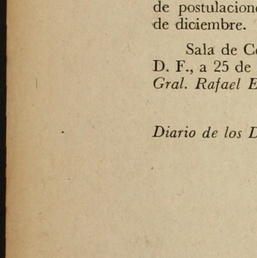 de postulacion
de diciembre.
Sala de C
D. F., a 25 de
Gral. Rafael E
Diario de los D